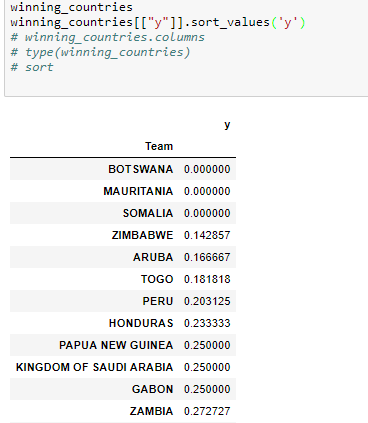 winning_countries
winning_countries[["y"]].sort_values('y')
# winning_countries.columns
# type(winning_countries)
# sort
y
Team
BOTSWANA 0.000000
MAURITANIA 0.000000
SOMALIA 0.000000
ZIMBABWE 0.142857
ARUBA 0.166667
TOGO 0.181818
PERU 0.203125
HONDURAS 0.233333
PAPUA NEW GUINEA 0.250000
KINGDOM OF SAUDI ARABIA 0.250000
GABON 0.250000
ZAMBIA 0.272727